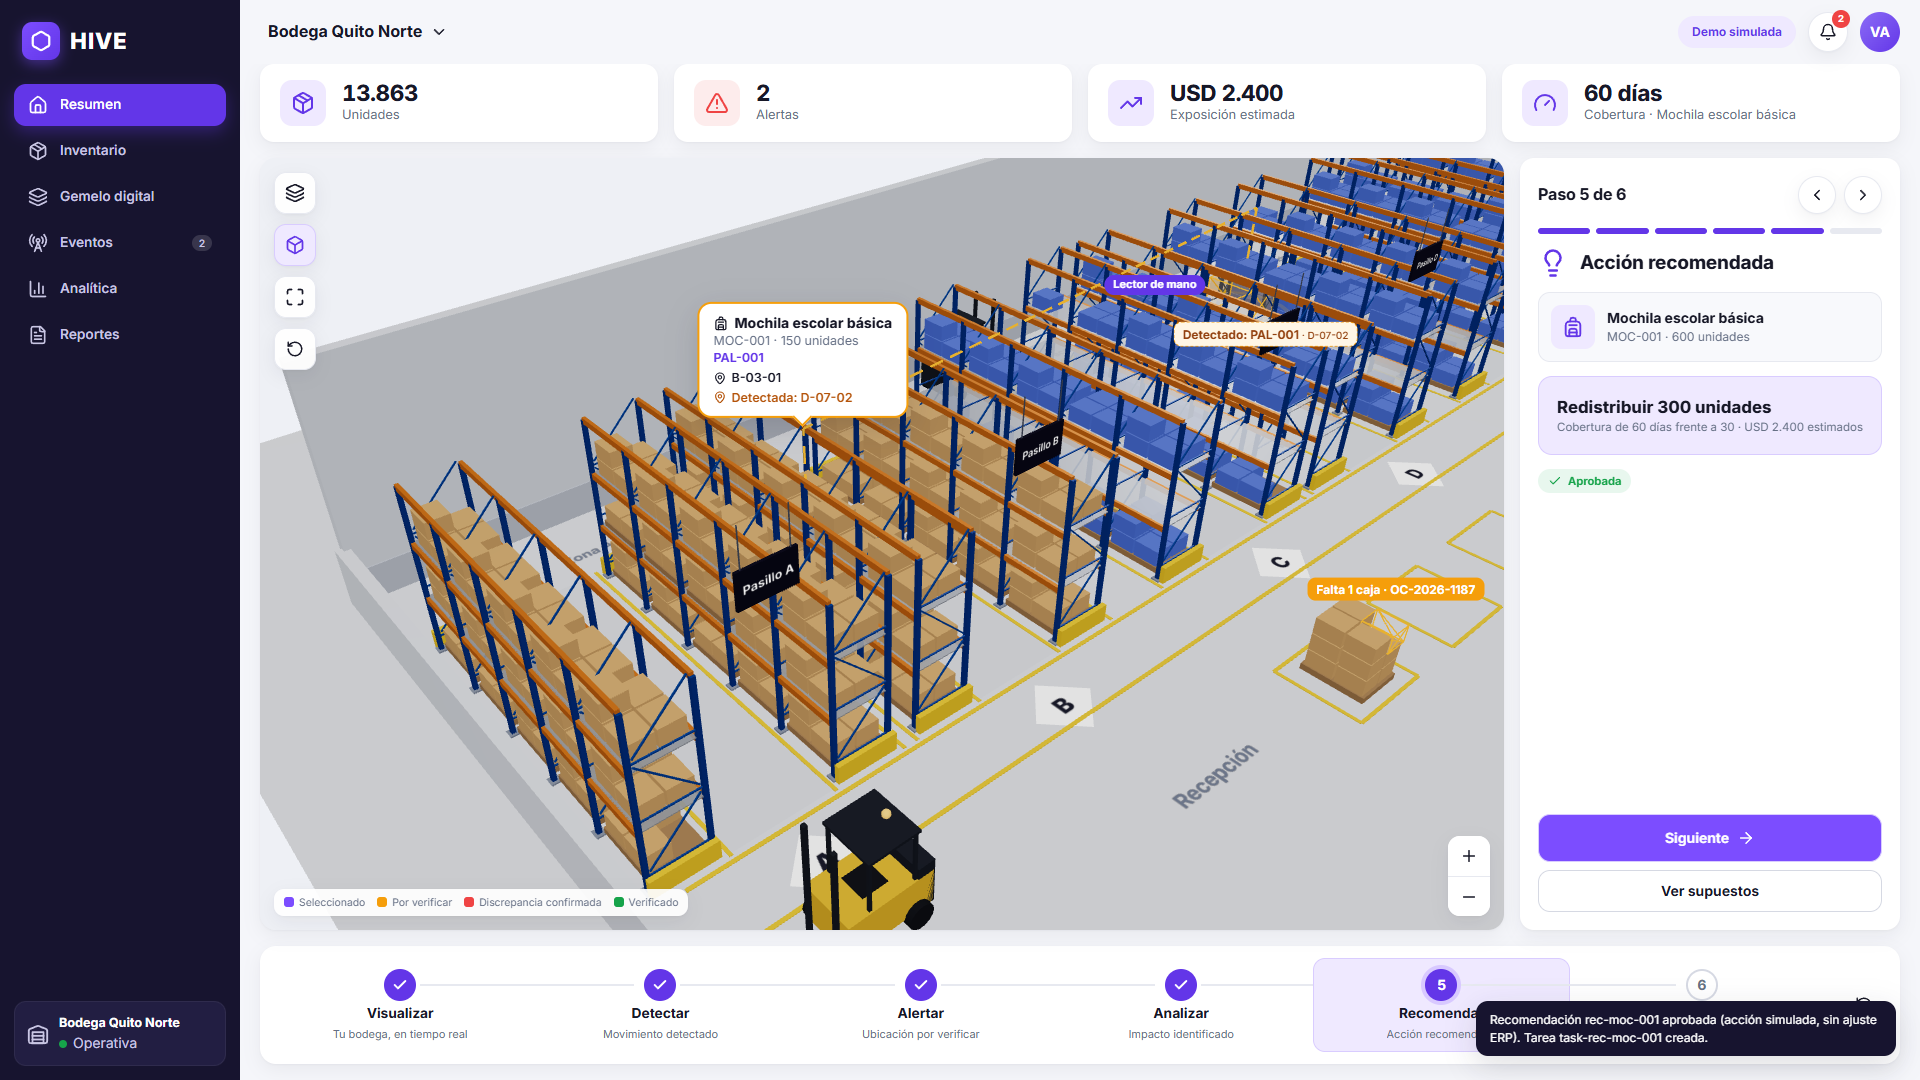 HIVE
Resumen
Inventario
Gemelo digital
Eventos
2
Analítica
Reportes
Bodega Quito Norte
Operativa
Bodega Quito Norte
Demo simulada
2
VA
13.863
Unidades
2
Alertas
USD 2.400
Exposición estimada
60 días
Cobertura · Mochila escolar básica
Pasillo D
Lector de mano
Detectado: PAL-001 · D-07-02
Mochila escolar básica
MOC-001 · 150 unidades
PAL-001
B-03-01
Detectada: D-07-02
Pasillo B
Pasillo A
D
C
B
Falta 1 caja · OC-2026-1187
Recepción
Seleccionado
Por verificar
Discrepancia confirmada
Verificado
Paso 5 de 6
Acción recomendada
Mochila escolar básica
MOC-001 · 600 unidades
Redistribuir 300 unidades
Cobertura de 60 días frente a 30 · USD 2.400 estimados
Aprobada
Siguiente
Ver supuestos
Visualizar
Tu bodega, en tiempo real
Detectar
Movimiento detectado
Alertar
Ubicación por verificar
Analizar
Impacto identificado
5
Recomenda
Acción recomend
6
Recomendación rec-moc-001 aprobada (acción simulada, sin ajuste
ERP). Tarea task-rec-moc-001 creada.